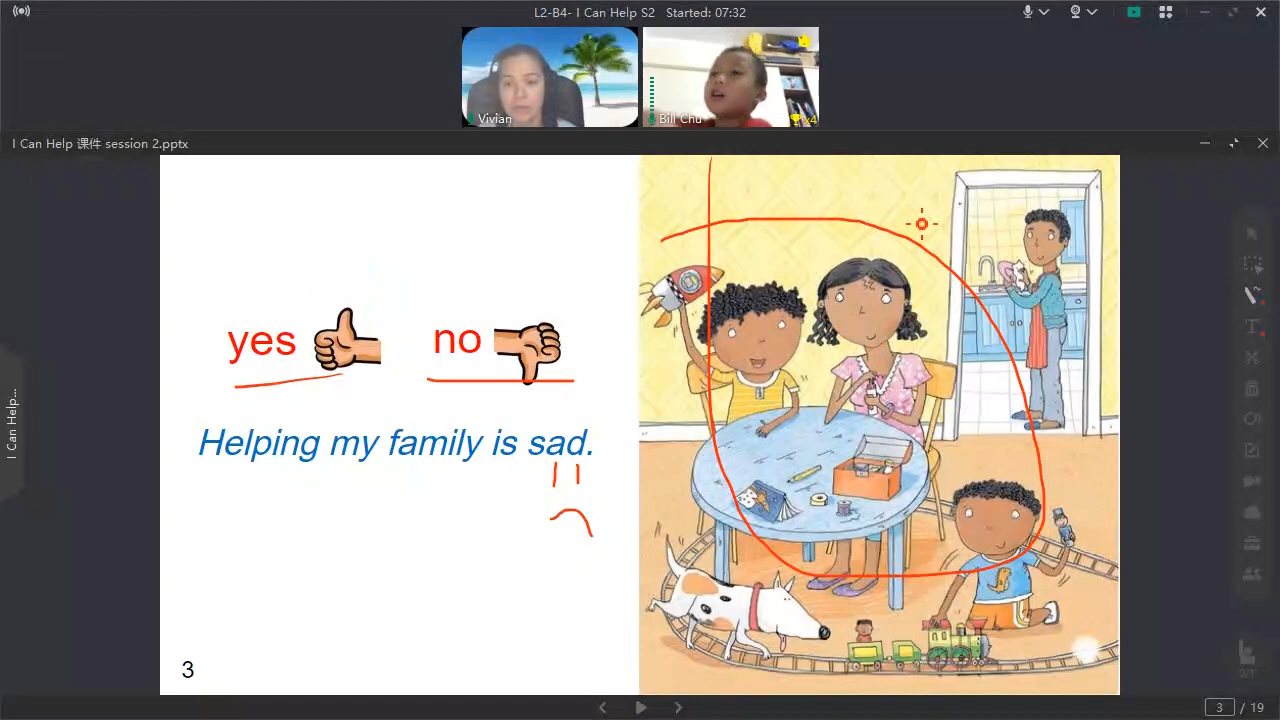 L2-B4- I Can Help S2 Started: 07:32
Vivian
Bill Chu
x4
I Can Help 课件 session 2.pptx
I Can Help...
yes
no
Helping my family is sad.
3
3 / 19